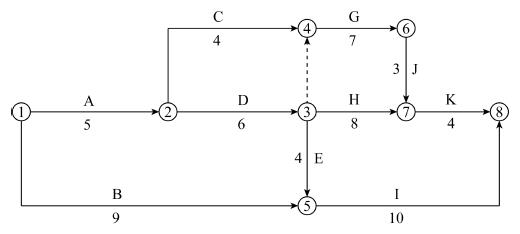 C G
④ ⑥
4 7
3 J
A D H K
① ② ③ ⑦ ⑧
5 6 8 4
4 E
B I
⑤
9 10